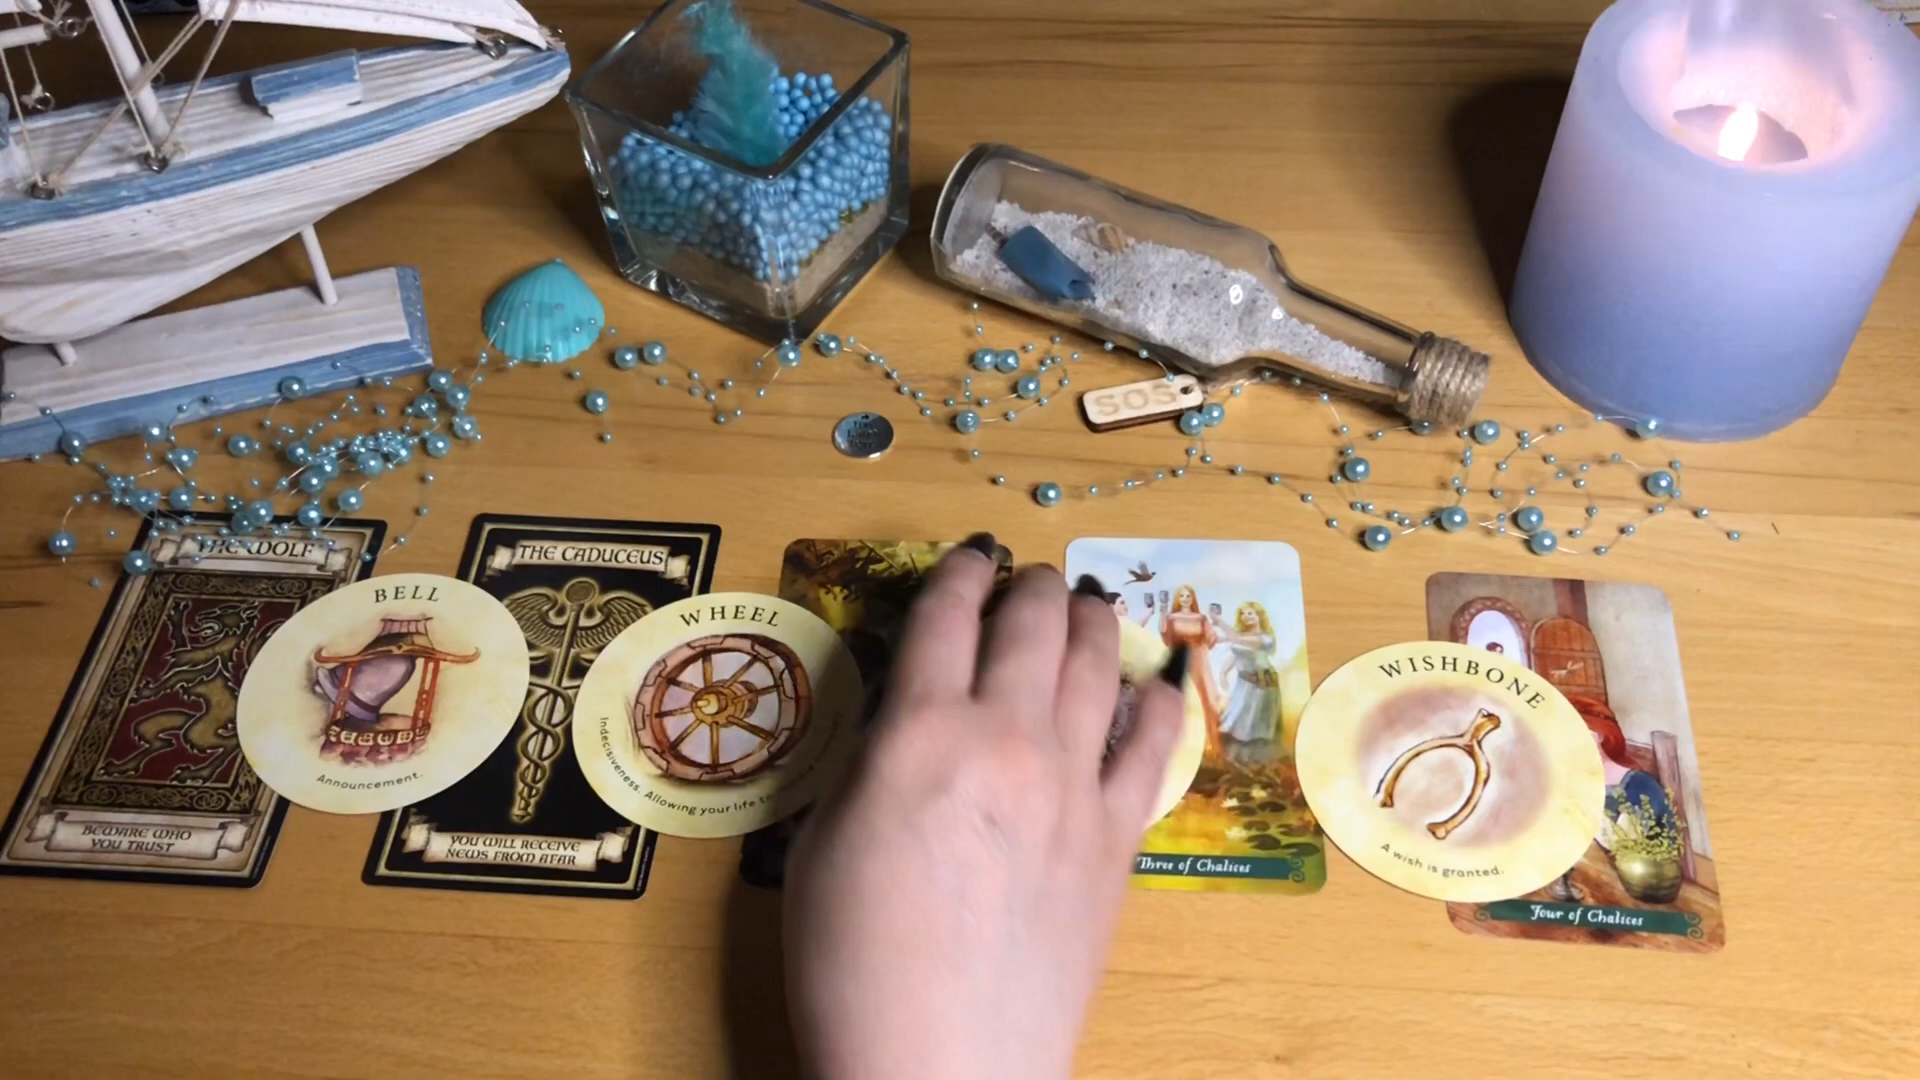 SOS
THE WOLF
BEWARE WHO
YOU TRUST
BELL
Announcement.
THE CADUCEUS
YOU WILL RECEIVE
NEWS FROM AFAR
WHEEL
Indecisiveness. Allowing your life to
Three of Chalices
WISHBONE
A wish is granted.
Four of Chalices